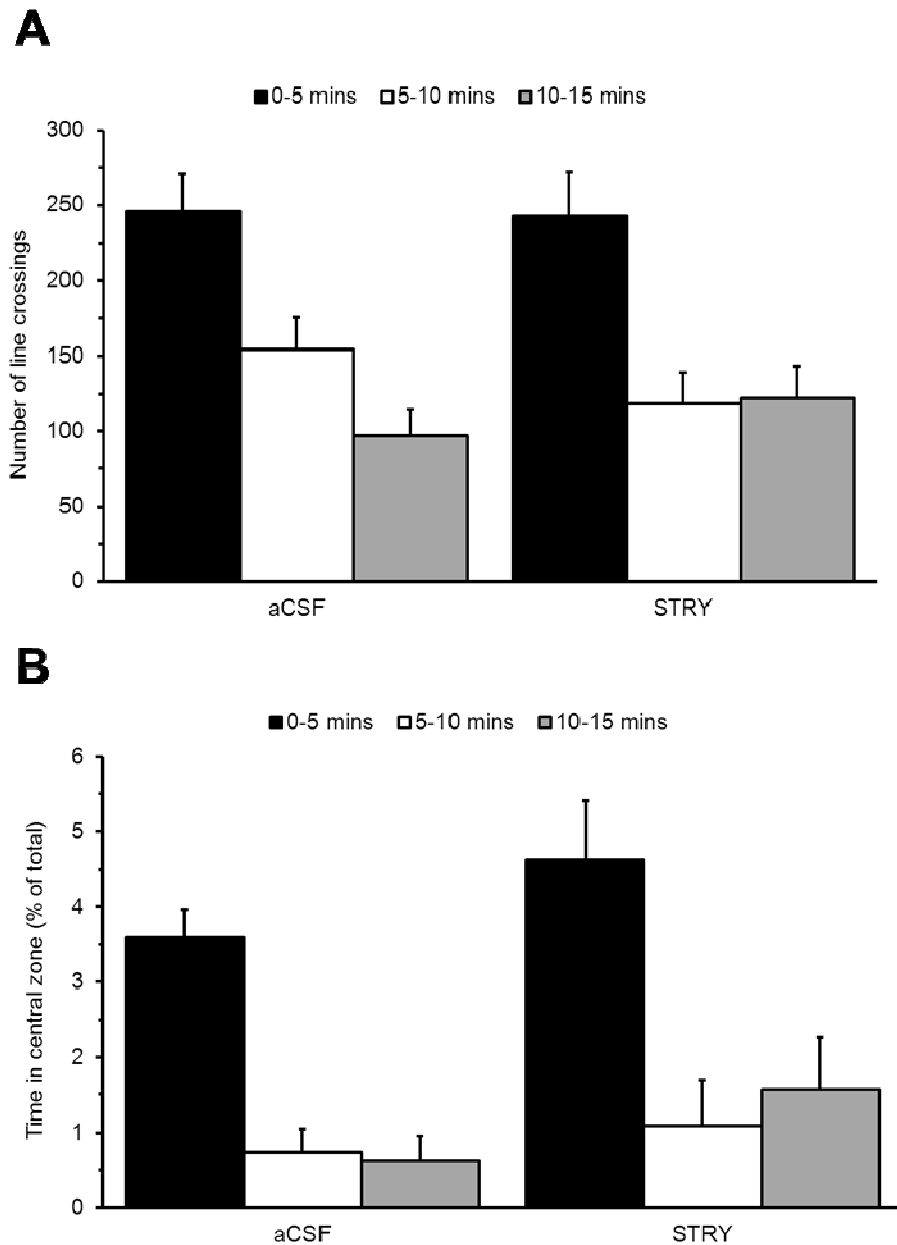 A
0-5 mins 5-10 mins 10-15 mins
300
250
200
150
100
50
0
Number of line crossings
aCSF STRY
B
0-5 mins 5-10 mins 10-15 mins
6
5
4
3
2
1
0
Time in central zone (% of total)
aCSF STRY